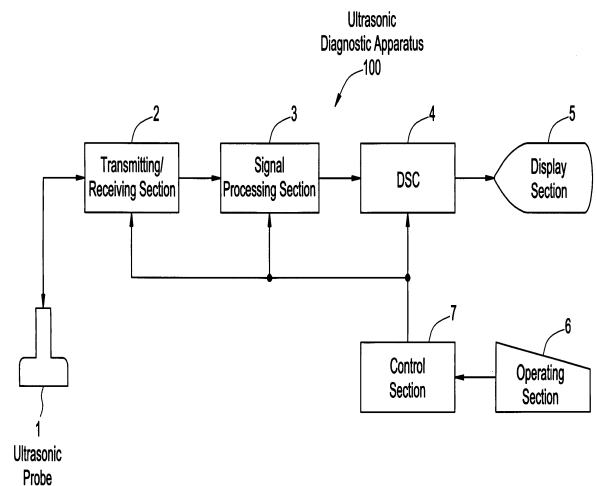 Ultrasonic
Diagnostic Apparatus
100
2
3
4
5
Transmitting/
Receiving Section
Signal
Processing Section
DSC
Display
Section
7
6
Control
Section
Operating
Section
1
Ultrasonic
Probe